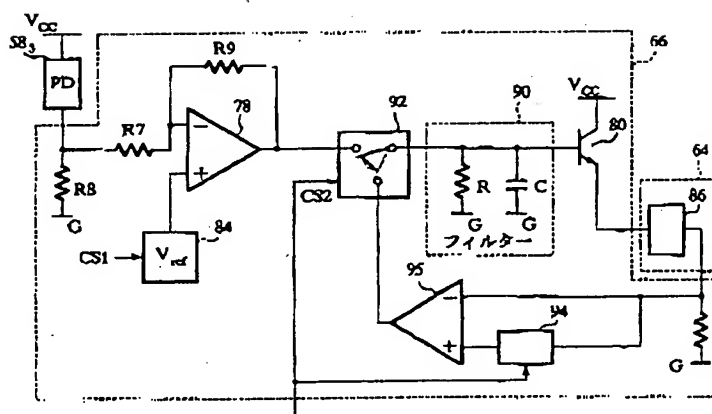 VCC
58₃
PD
R9
R7
78
R8
G
84
Vref
CS1
92
CS2
90
R
C
G
G
フィルター
VCC
80
66
64
86
95
94
G